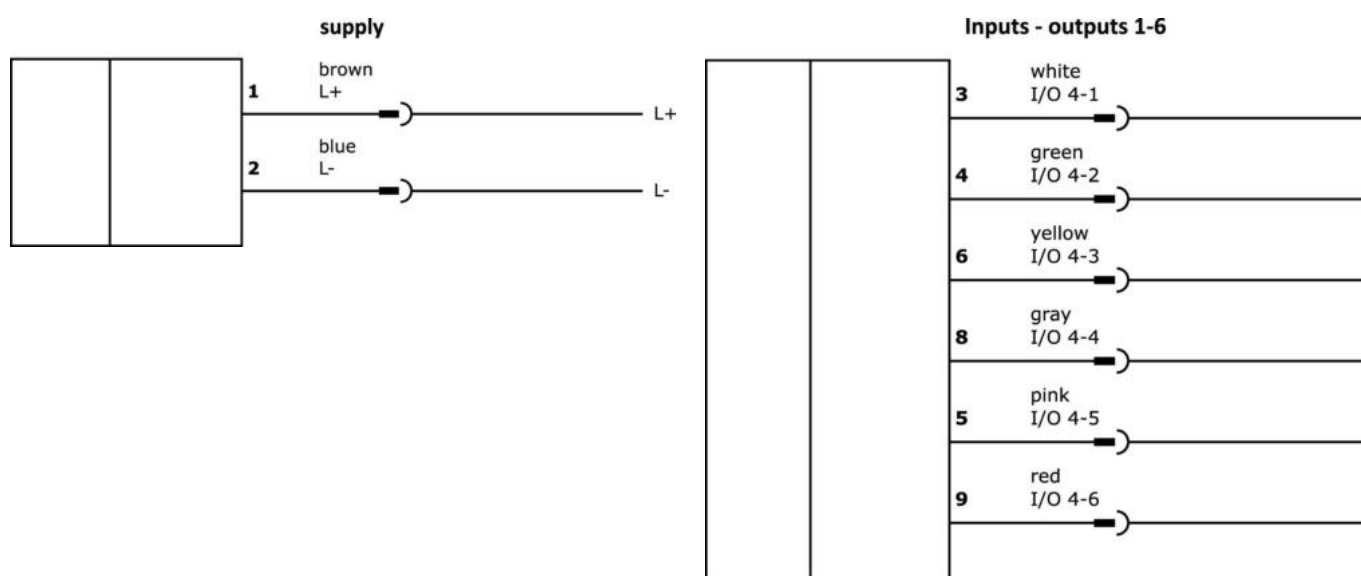 supply
1
brown
L+
L+
2
blue
L-
L-
Inputs - outputs 1-6
3
white
I/O 4-1
4
green
I/O 4-2
6
yellow
I/O 4-3
8
gray
I/O 4-4
5
pink
I/O 4-5
9
red
I/O 4-6